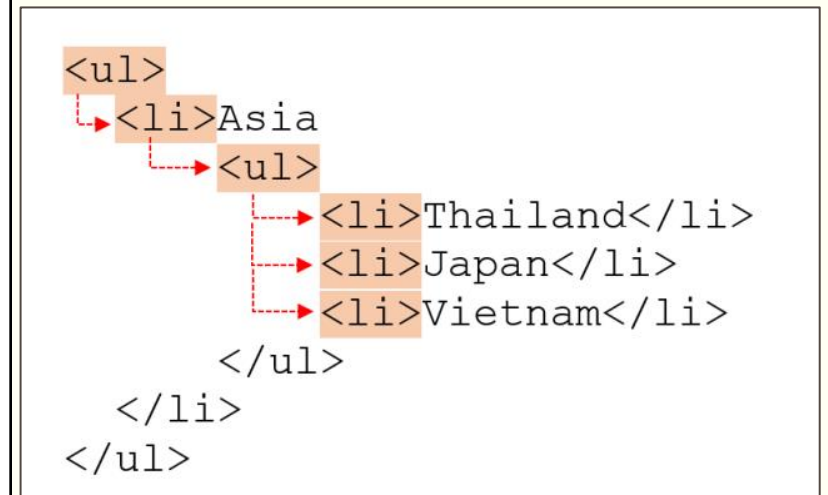 <ul>
<li>Asia
<ul>
<li>Thailand</li>
<li>Japan</li>
<li>Vietnam</li>
</ul>
</li>
</ul>